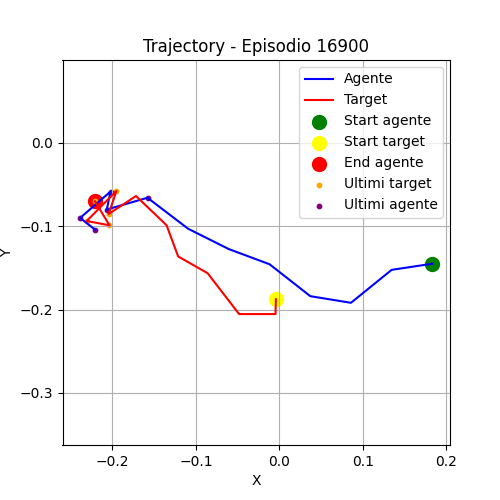 Trajectory - Episodio 16900
Agente
Target
Start agente
Start target
End agente
Ultimi target
Ultimi agente
0.0
−0.1
−0.2
−0.3
Y
−0.2
−0.1
0.0
0.1
0.2
X